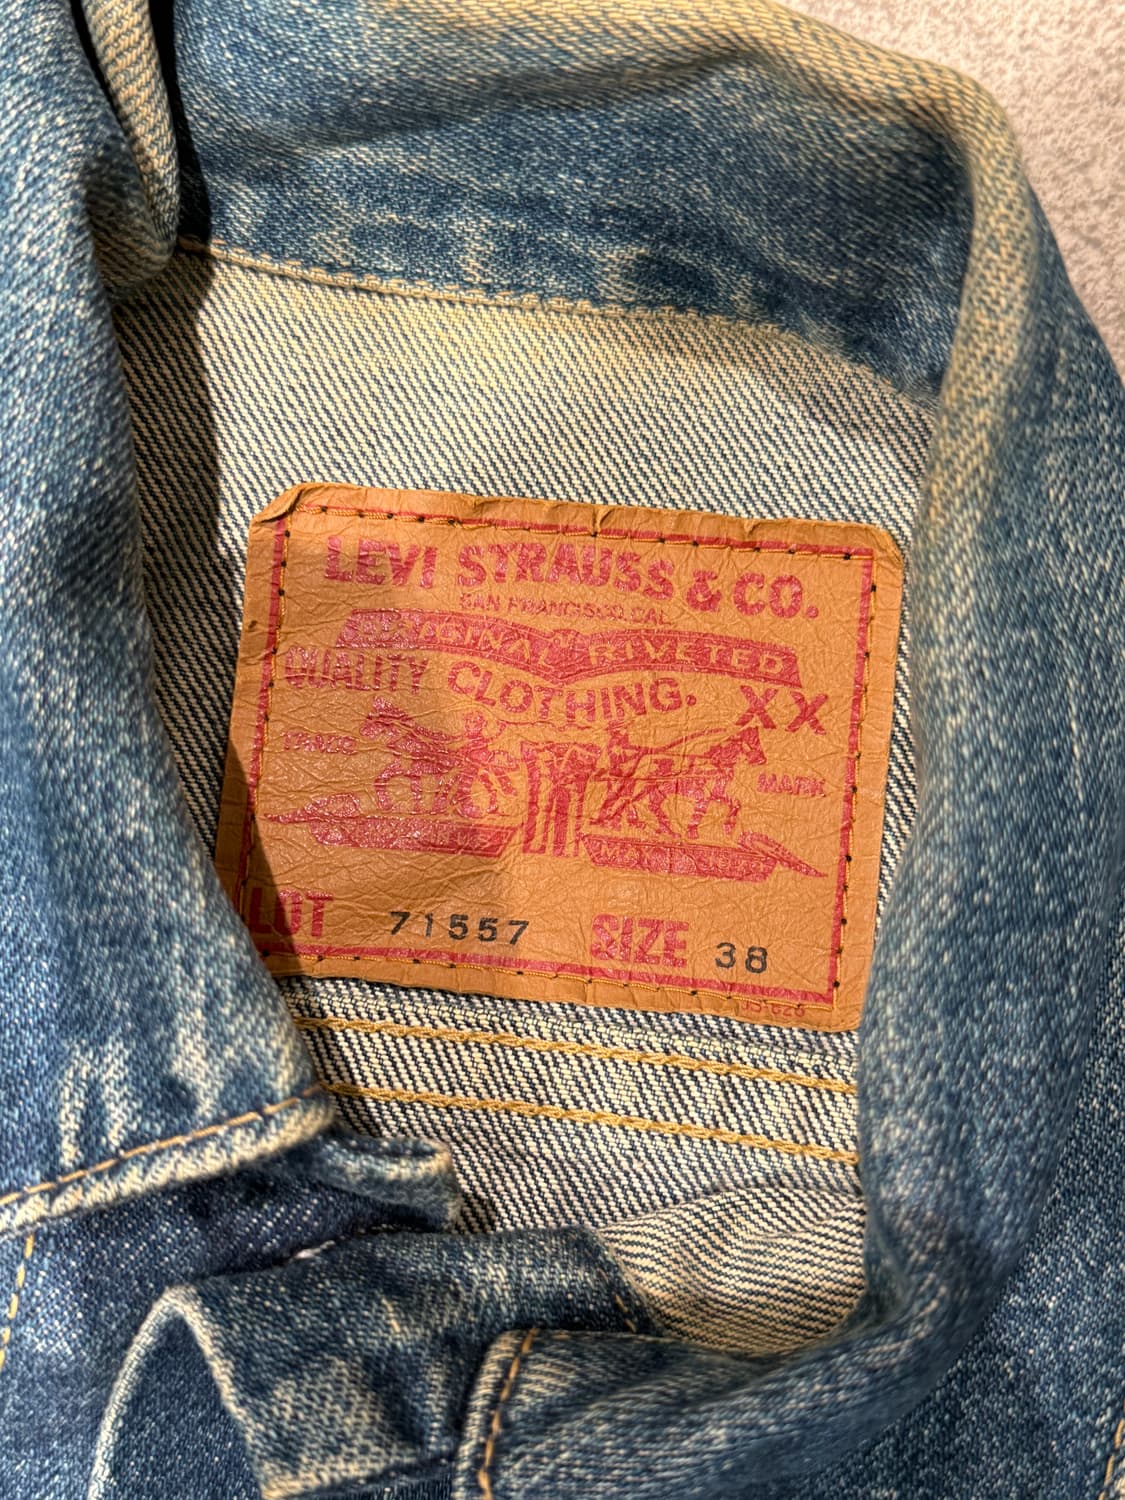 LEVI STRAUSS & CO.
SAN FRANCISCO CAL.
ORIGINAL RIVETED
QUALITY CLOTHING. XX
TRADE MARK
LOT 71557 SIZE 38